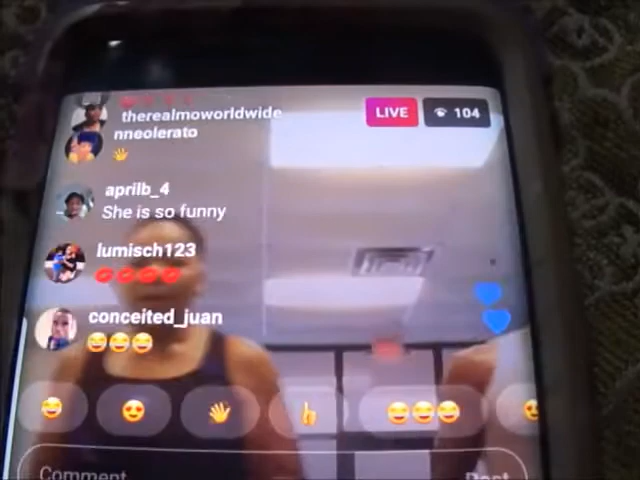 therealmoworldwide
LIVE 104
nneolerato
👋
aprilb_4
She is so funny
lumisch123
💋💋💋💋
conceited_juan
😂😂😂
Comment
Post